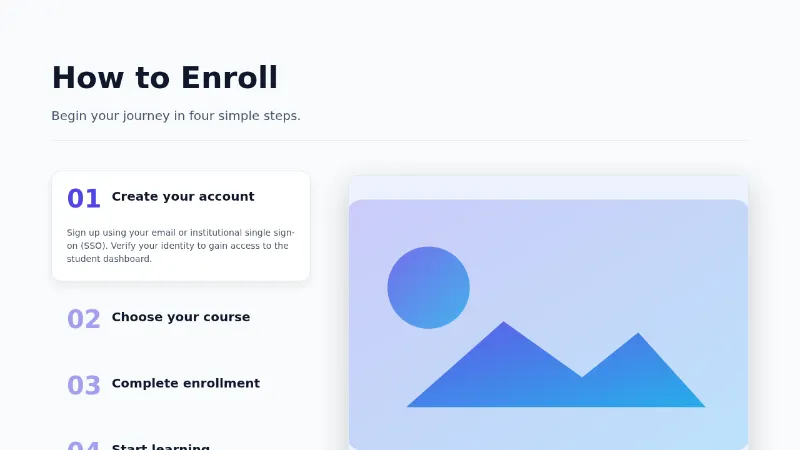 How to Enroll
Begin your journey in four simple steps.
01 Create your account
Sign up using your email or institutional single sign-
on (SSO). Verify your identity to gain access to the
student dashboard.
02 Choose your course
03 Complete enrollment
04 Start learning